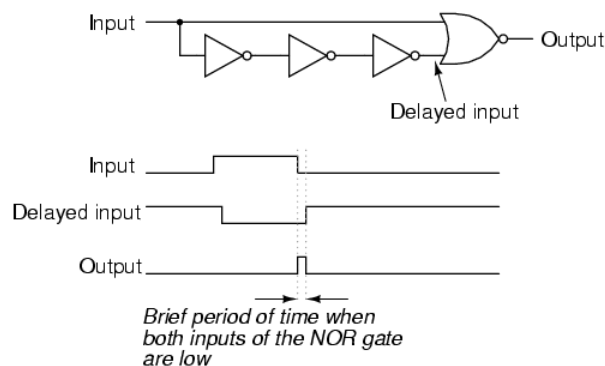 Input
Output
Delayed input
Input
Delayed input
Output
Brief period of time when
both inputs of the NOR gate
are low